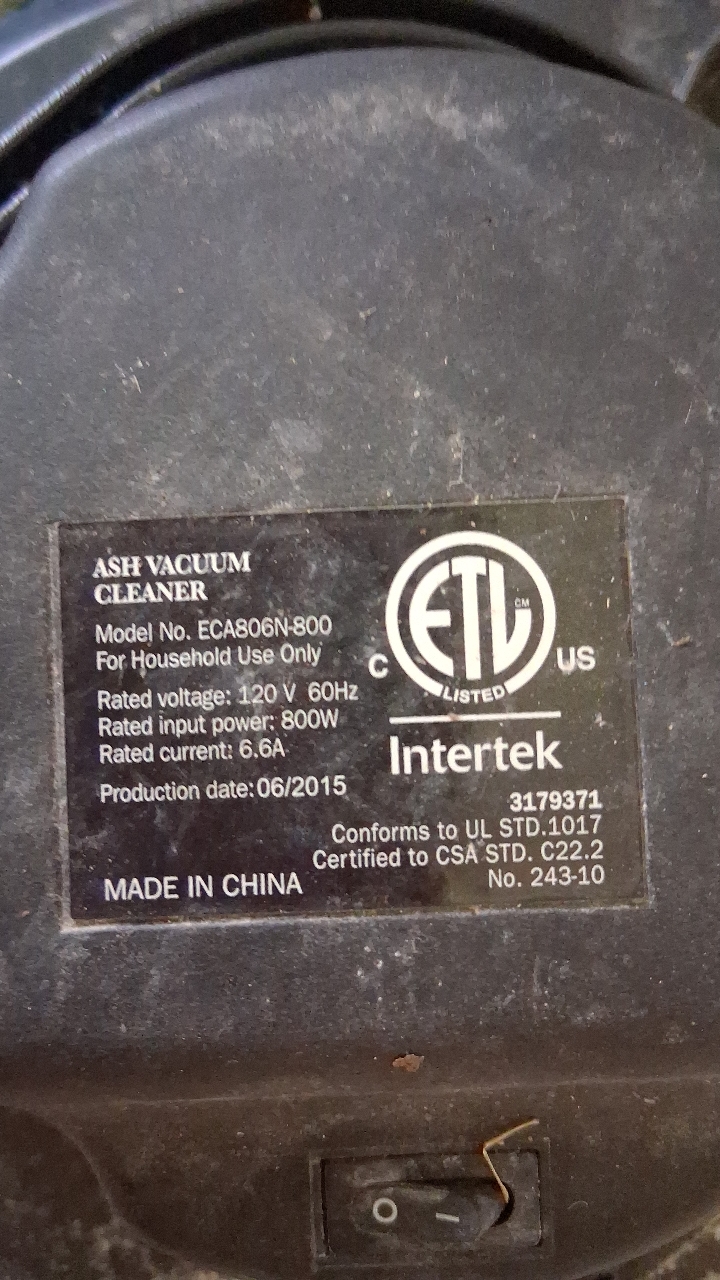 ASH VACUUM
CLEANER
Model No. ECA806N-800
For Household Use Only
Rated voltage: 120 V 60Hz
Rated input power: 800W
Rated current: 6.6A
Production date: 06/2015
MADE IN CHINA
ETL
CM
C
US
LISTED
Intertek
3179371
Conforms to UL STD.1017
Certified to CSA STD. C22.2
No. 243-10
O I